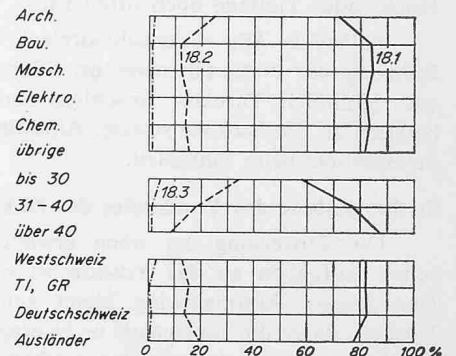 Arch.
Bau.
18.2 18.1
Masch.
Elektro.
Chem.
übrige
bis 30
18.3
31-40
über 40
Westschweiz
TI, GR
Deutschschweiz
Ausländer
0 20 40 60 80 100 %